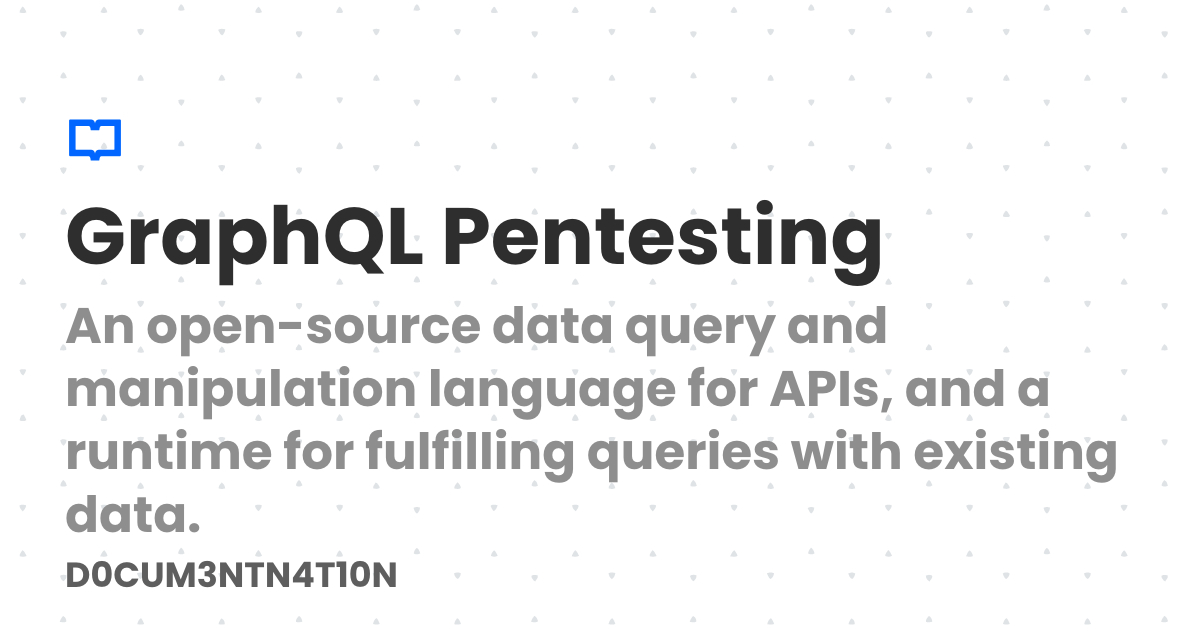 GraphQL Pentesting
An open-source data query and
manipulation language for APIs, and a
runtime for fulfilling queries with existing
data.
D0CUM3NTN4T10N